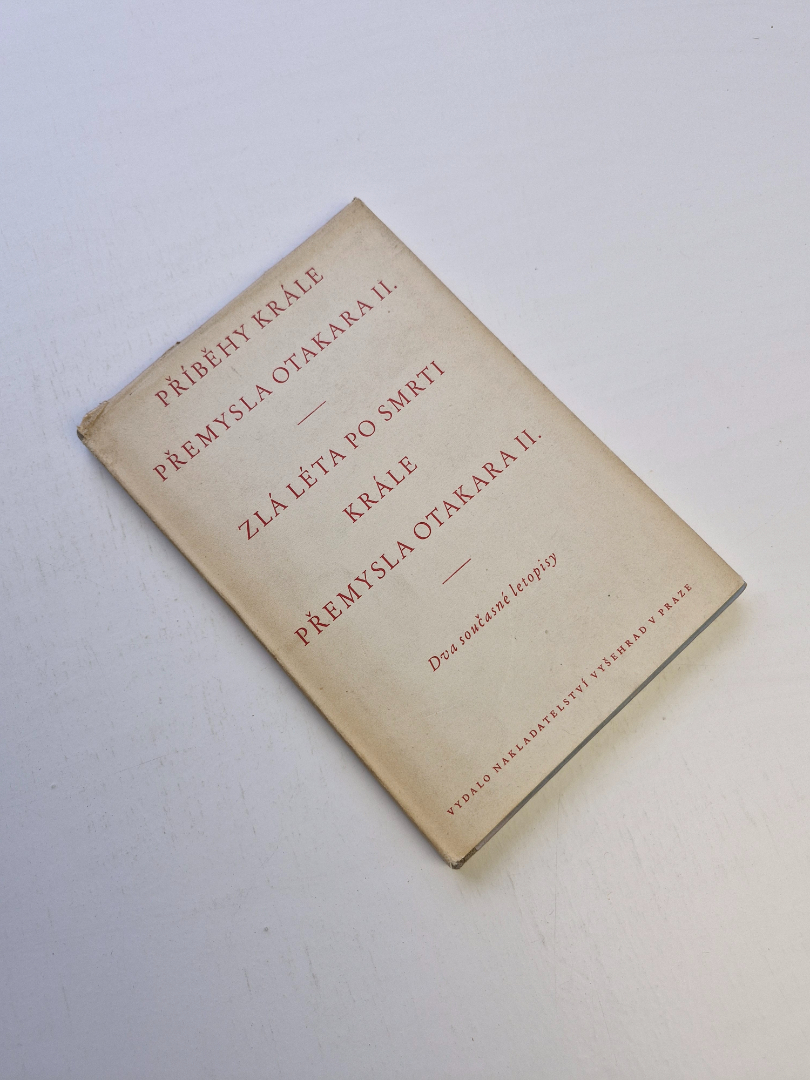 PŘÍBĚHY KRÁLE
PŘEMYSLA OTAKARA II.
ZLÁ LÉTA PO SMRTI
KRÁLE
PŘEMYSLA OTAKARA II.
Dva současné letopisy
VYDALO NAKLADATELSTVÍ VYŠEHRAD V PRAZE